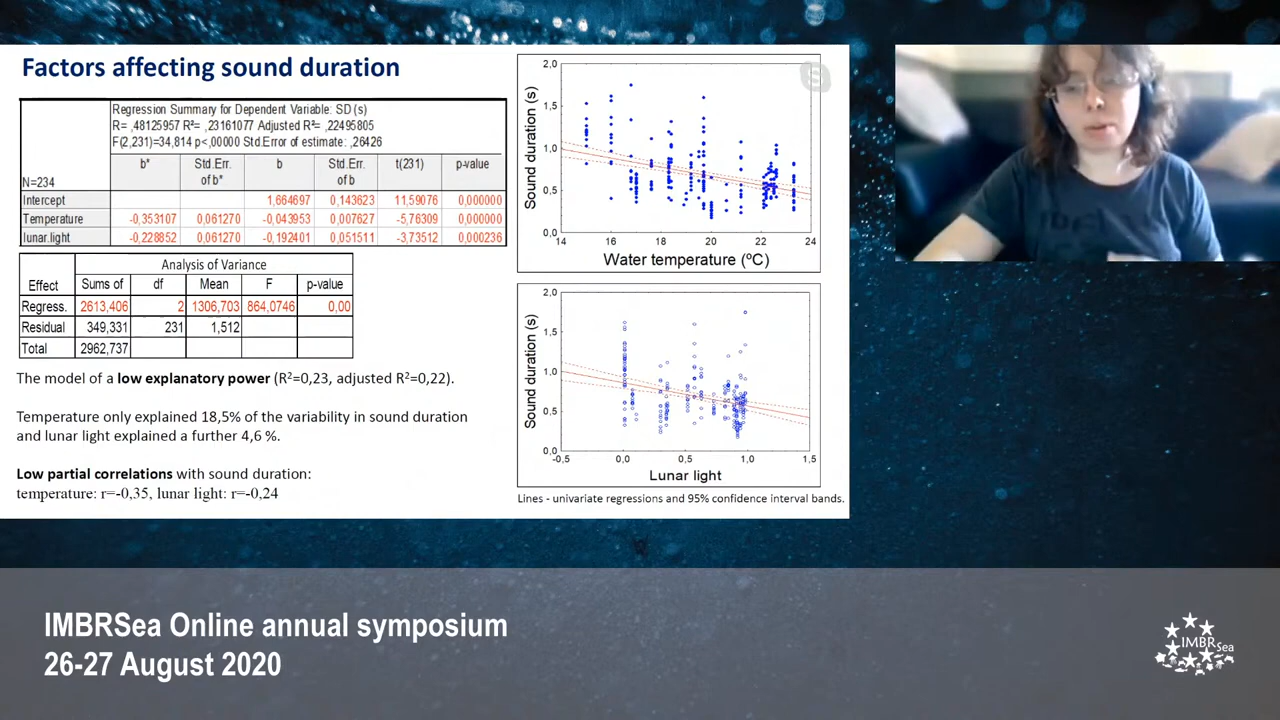 Factors affecting sound duration
Regression Summary for Dependent Variable: SD (s)
R= ,48125957 R²= ,23161077 Adjusted R²= ,22495805
F(2,231)=34,814 p<,00000 Std.Error of estimate: ,26426
N=234 b* Std.Err. of b* b Std.Err. of b t(231) p-value
Intercept 1,664697 0,143623 11,59076 0,000000
Temperature -0,353107 0,061270 -0,043953 0,007627 -5,76309 0,000000
lunar.light -0,228852 0,061270 -0,192401 0,051511 -3,73512 0,000236
Analysis of Variance
Effect Sums of df Mean F p-value
Regress. 2613,406 2 1306,703 864,0746 0,00
Residual 349,331 231 1,512
Total 2962,737
The model of a low explanatory power (R²=0,23, adjusted R²=0,22).
Temperature only explained 18,5% of the variability in sound duration
and lunar light explained a further 4,6 %.
Low partial correlations with sound duration:
temperature: r=-0,35, lunar light: r=-0,24
Sound duration (s)
2,0
1,5
1,0
0,5
0,0
14 16 18 20 22 24
Water temperature (ºC)
Sound duration (s)
2,0
1,5
1,0
0,5
0,0
-0,5 0,0 0,5 1,0 1,5
Lunar light
Lines - univariate regressions and 95% confidence interval bands.
IMBRSea Online annual symposium
26-27 August 2020
IMBRSea